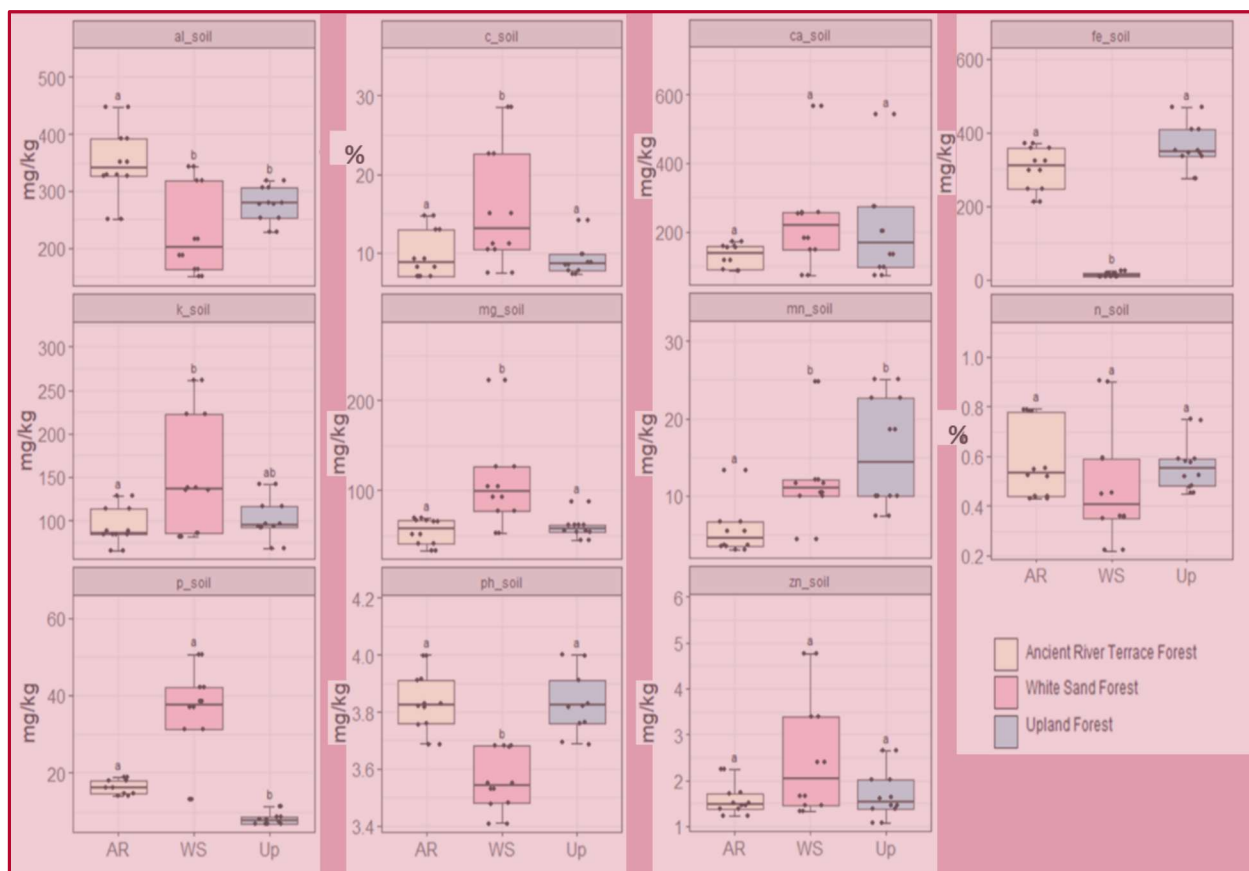 al_soil
c_soil
ca_soil
fe_soil
mg/kg
500
400
300
200
a
b
b
%
30
20
10
a
b
a
mg/kg
600
400
200
a
a
a
mg/kg
600
400
200
0
a
b
a
k_soil
mg_soil
mn_soil
n_soil
mg/kg
300
250
200
150
100
a
b
ab
mg/kg
200
100
a
b
a
mg/kg
30
20
10
a
b
b
%
1.0
0.8
0.6
0.4
0.2
a
a
a
AR WS Up
p_soil
ph_soil
zn_soil
mg/kg
60
40
20
a
a
b
AR WS Up
mg/kg
4.2
4.0
3.8
3.6
3.4
a
b
a
AR WS Up
mg/kg
6
5
4
3
2
1
a
a
a
AR WS Up
Ancient River Terrace Forest
White Sand Forest
Upland Forest